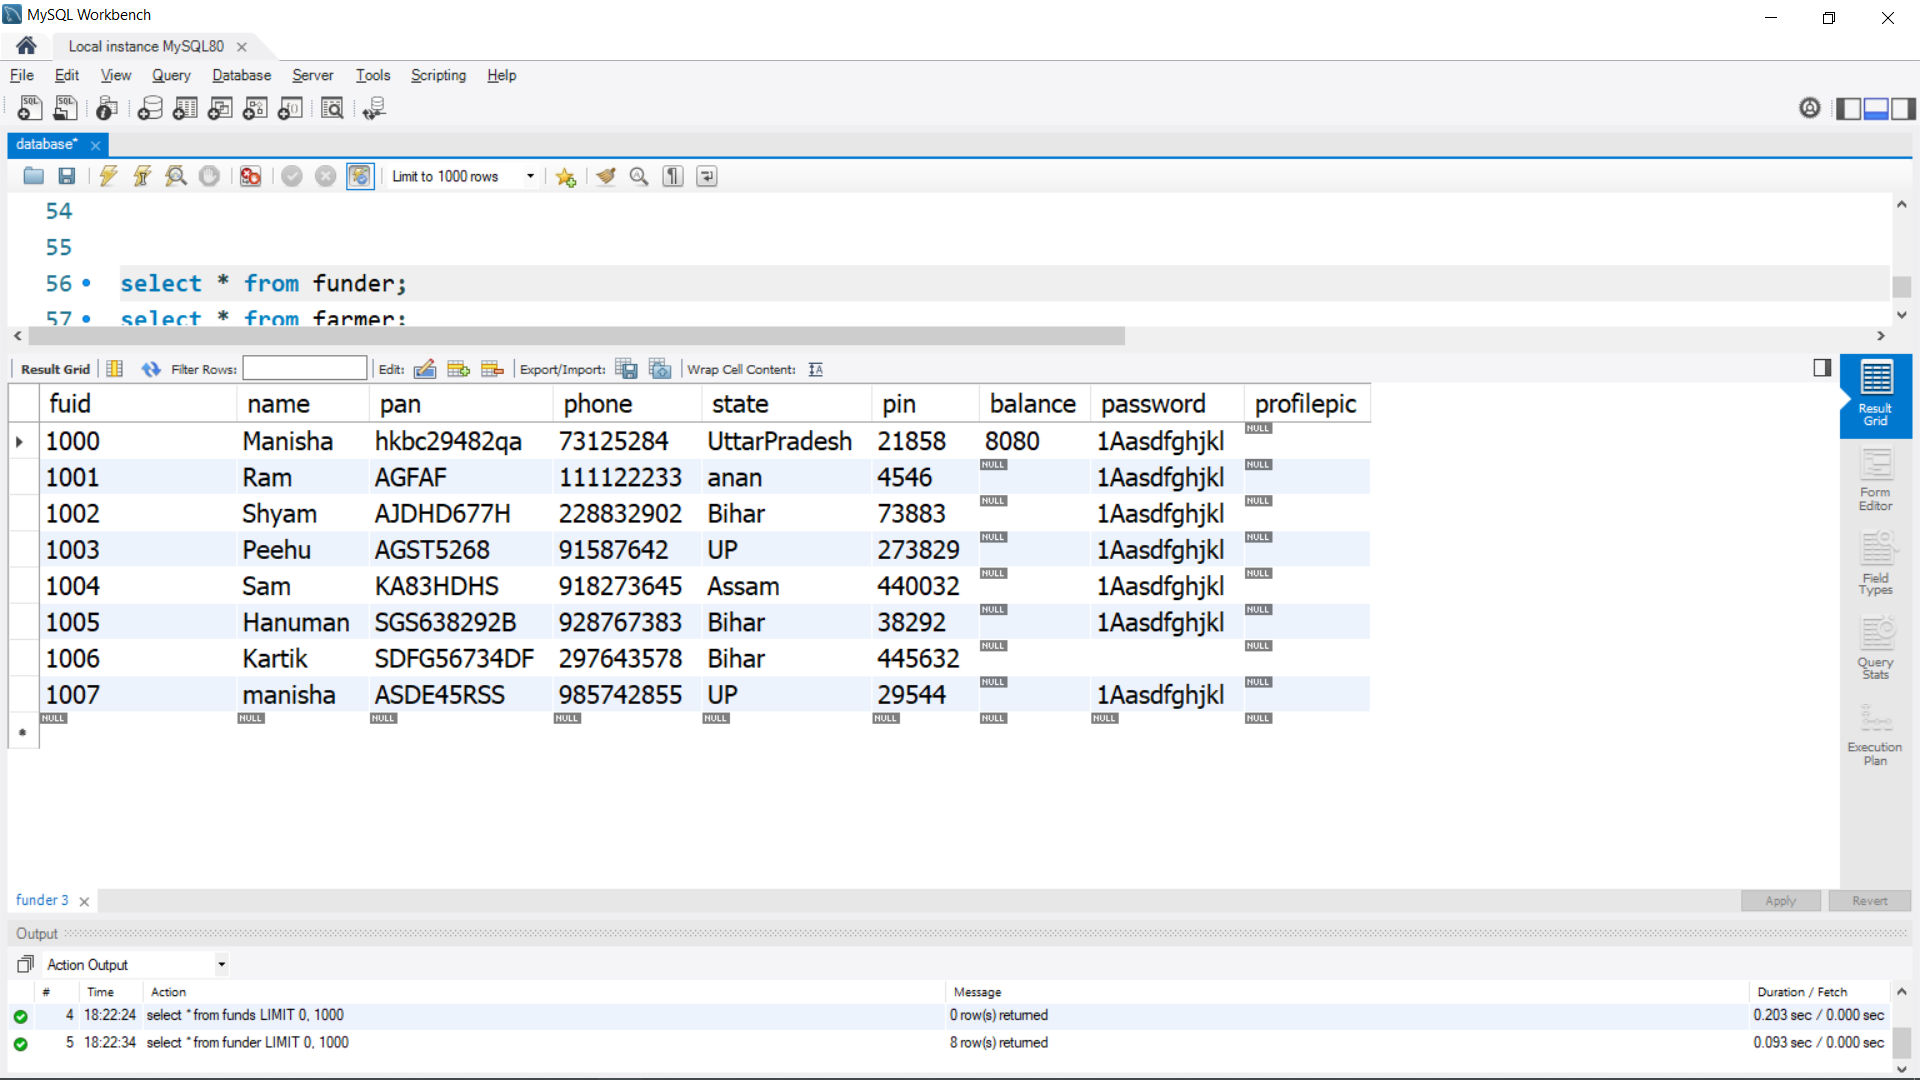 MySQL Workbench
Local instance MySQL80
File Edit View Query Database Server Tools Scripting Help
database*
Limit to 1000 rows
54
55
56 select * from funder;
57 select * from farmer;
Result Grid Filter Rows: Edit: Export/Import: Wrap Cell Content:
fuid name pan phone state pin balance password profilepic
1000 Manisha hkbc29482qa 73125284 UttarPradesh 21858 8080 1Aasdfghjkl NULL
1001 Ram AGFAF 111122233 anan 4546 NULL 1Aasdfghjkl NULL
1002 Shyam AJDHD677H 228832902 Bihar 73883 NULL 1Aasdfghjkl NULL
1003 Peehu AGST5268 91587642 UP 273829 NULL 1Aasdfghjkl NULL
1004 Sam KA83HDHS 918273645 Assam 440032 NULL 1Aasdfghjkl NULL
1005 Hanuman SGS638292B 928767383 Bihar 38292 NULL 1Aasdfghjkl NULL
1006 Kartik SDFG56734DF 297643578 Bihar 445632 NULL NULL
1007 manisha ASDE45RSS 985742855 UP 29544 NULL 1Aasdfghjkl NULL
NULL NULL NULL NULL NULL NULL NULL NULL NULL
Result
Grid
Form
Editor
Field
Types
Query
Stats
Execution
Plan
funder 3 Apply Revert
Output
Action Output
# Time Action Message Duration / Fetch
4 18:22:24 select * from funds LIMIT 0, 1000 0 row(s) returned 0.203 sec / 0.000 sec
5 18:22:34 select * from funder LIMIT 0, 1000 8 row(s) returned 0.093 sec / 0.000 sec